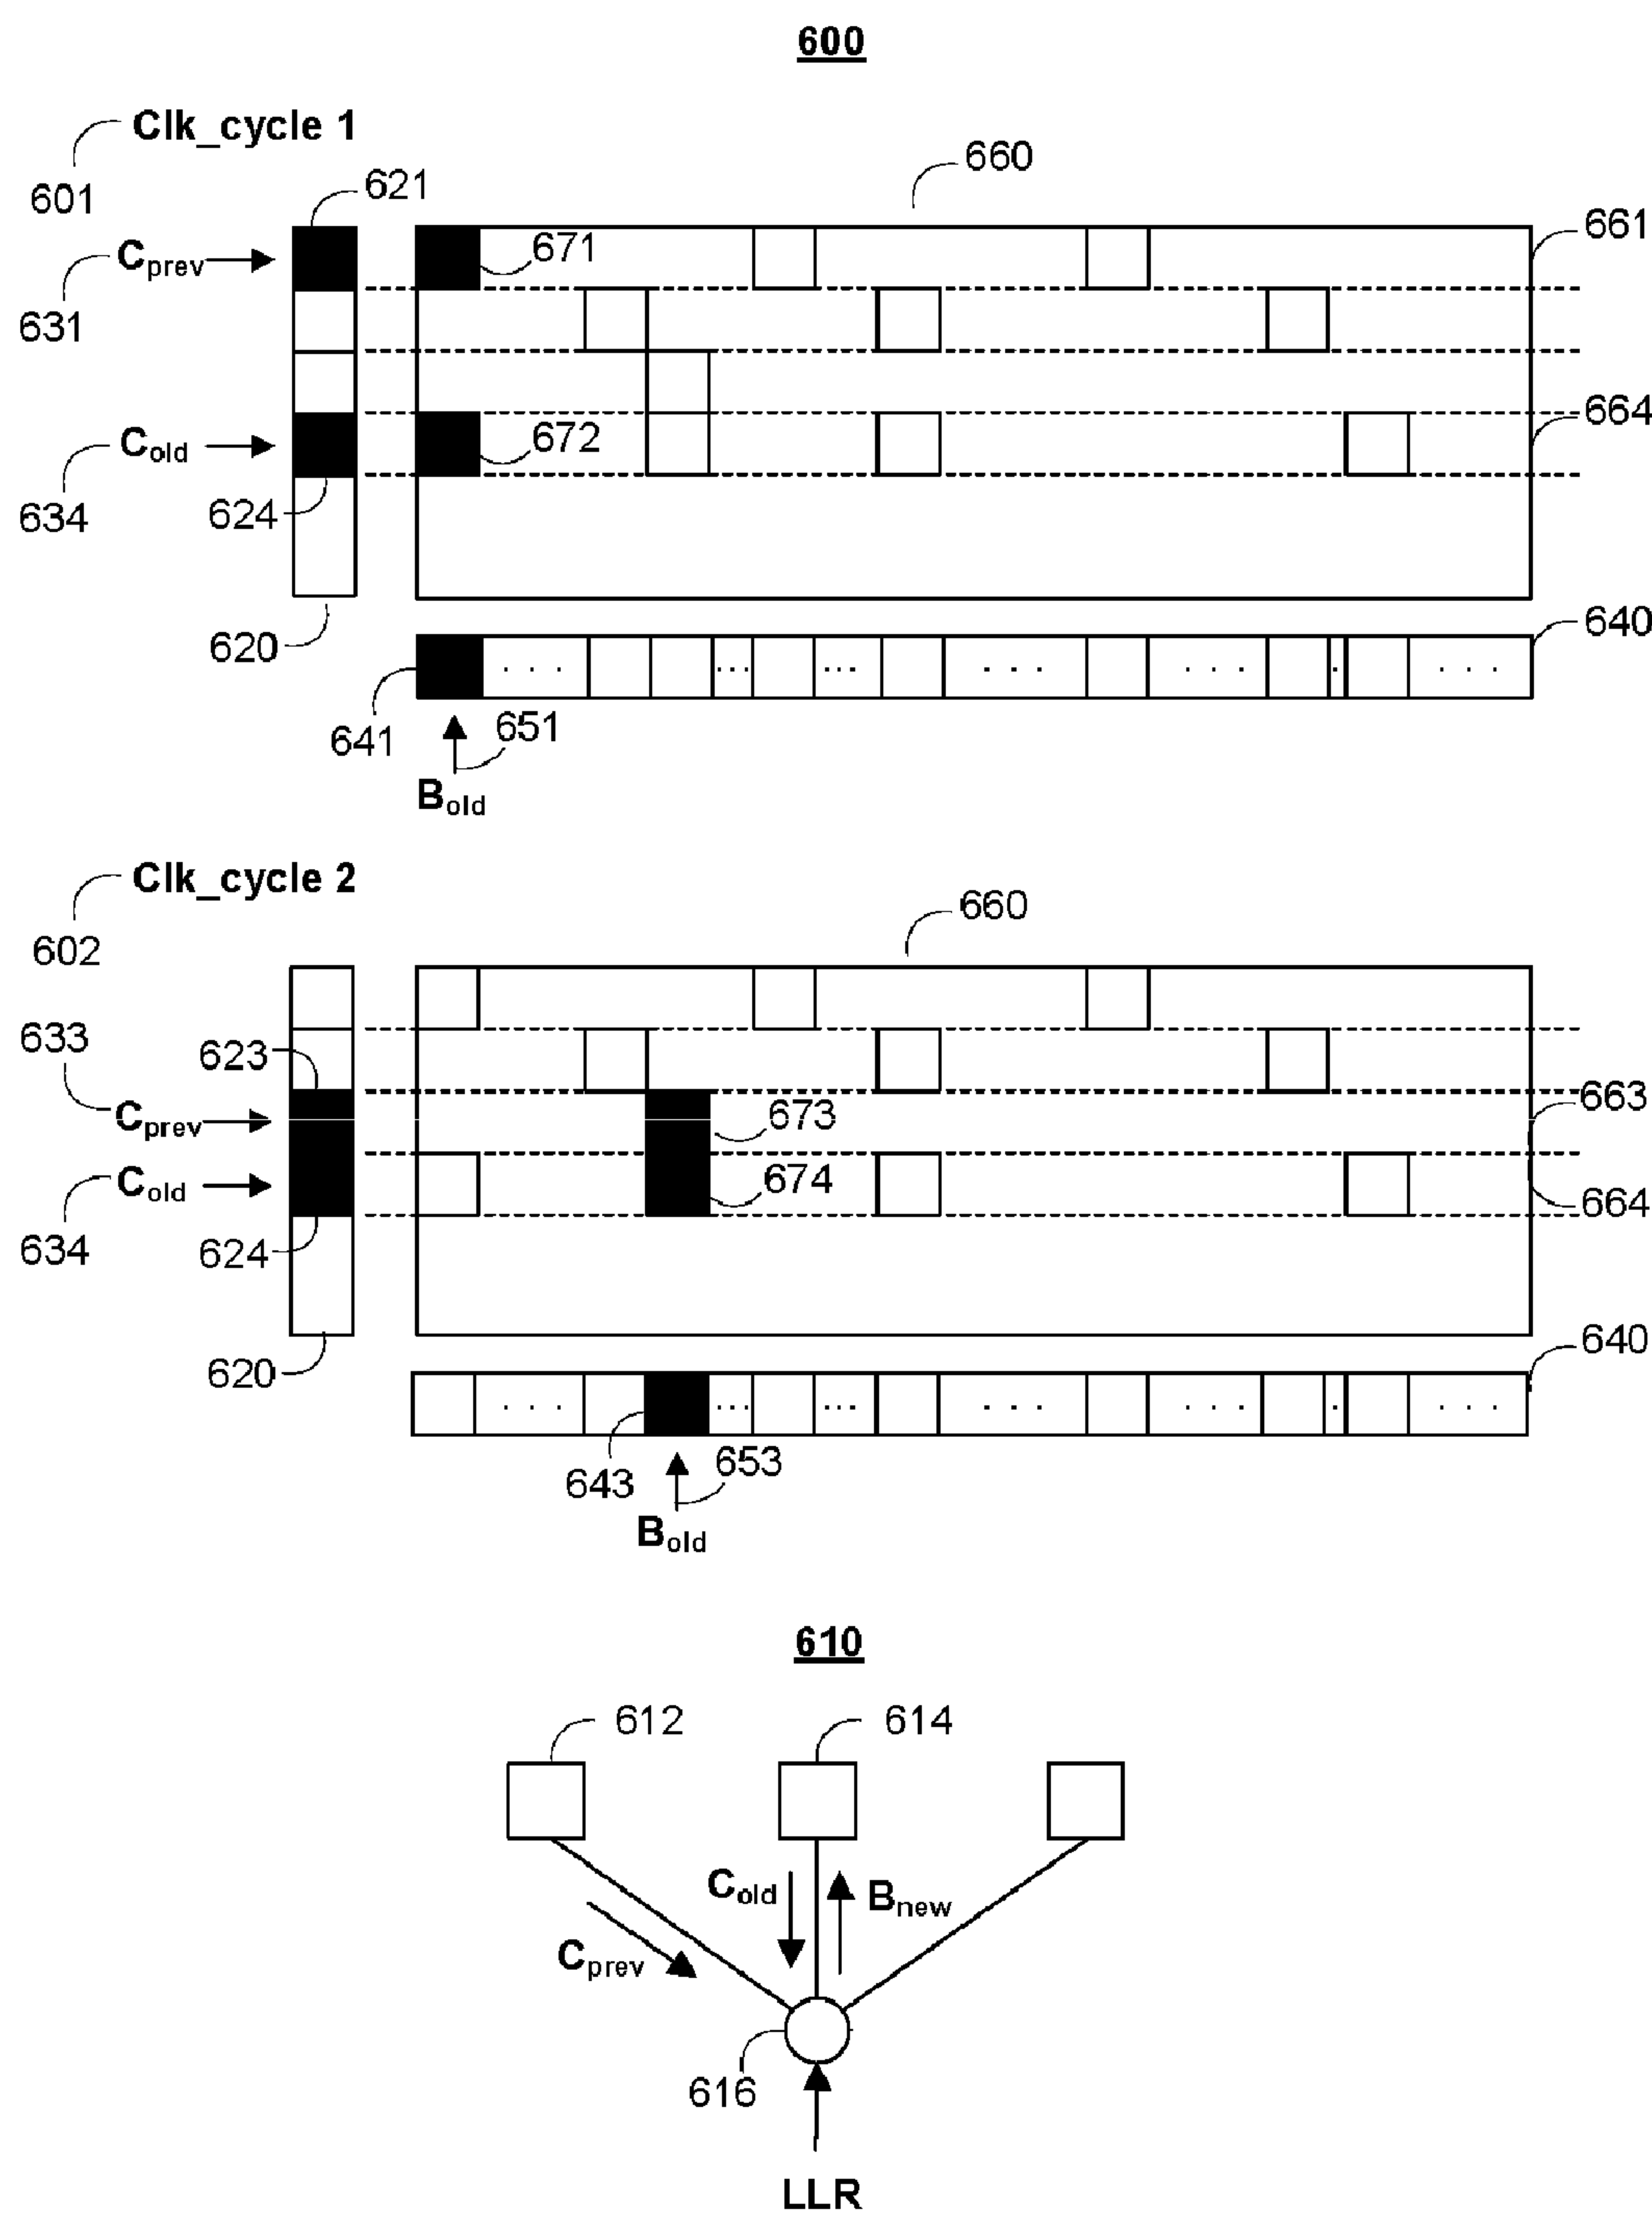 600
Clk_cycle 1
660
601
621
661
Cprev
671
631
664
Cold
672
634
624
620
640
. . . ... ... . . . . . . . . . .
641
651
Bold
Clk_cycle 2
660
602
633
623
663
Cprev
673
Cold
674
664
634
624
620
640
. . . ... ... . . . . . . . . . .
643
653
Bold
610
612
614
Cold
Bnew
Cprev
616
LLR